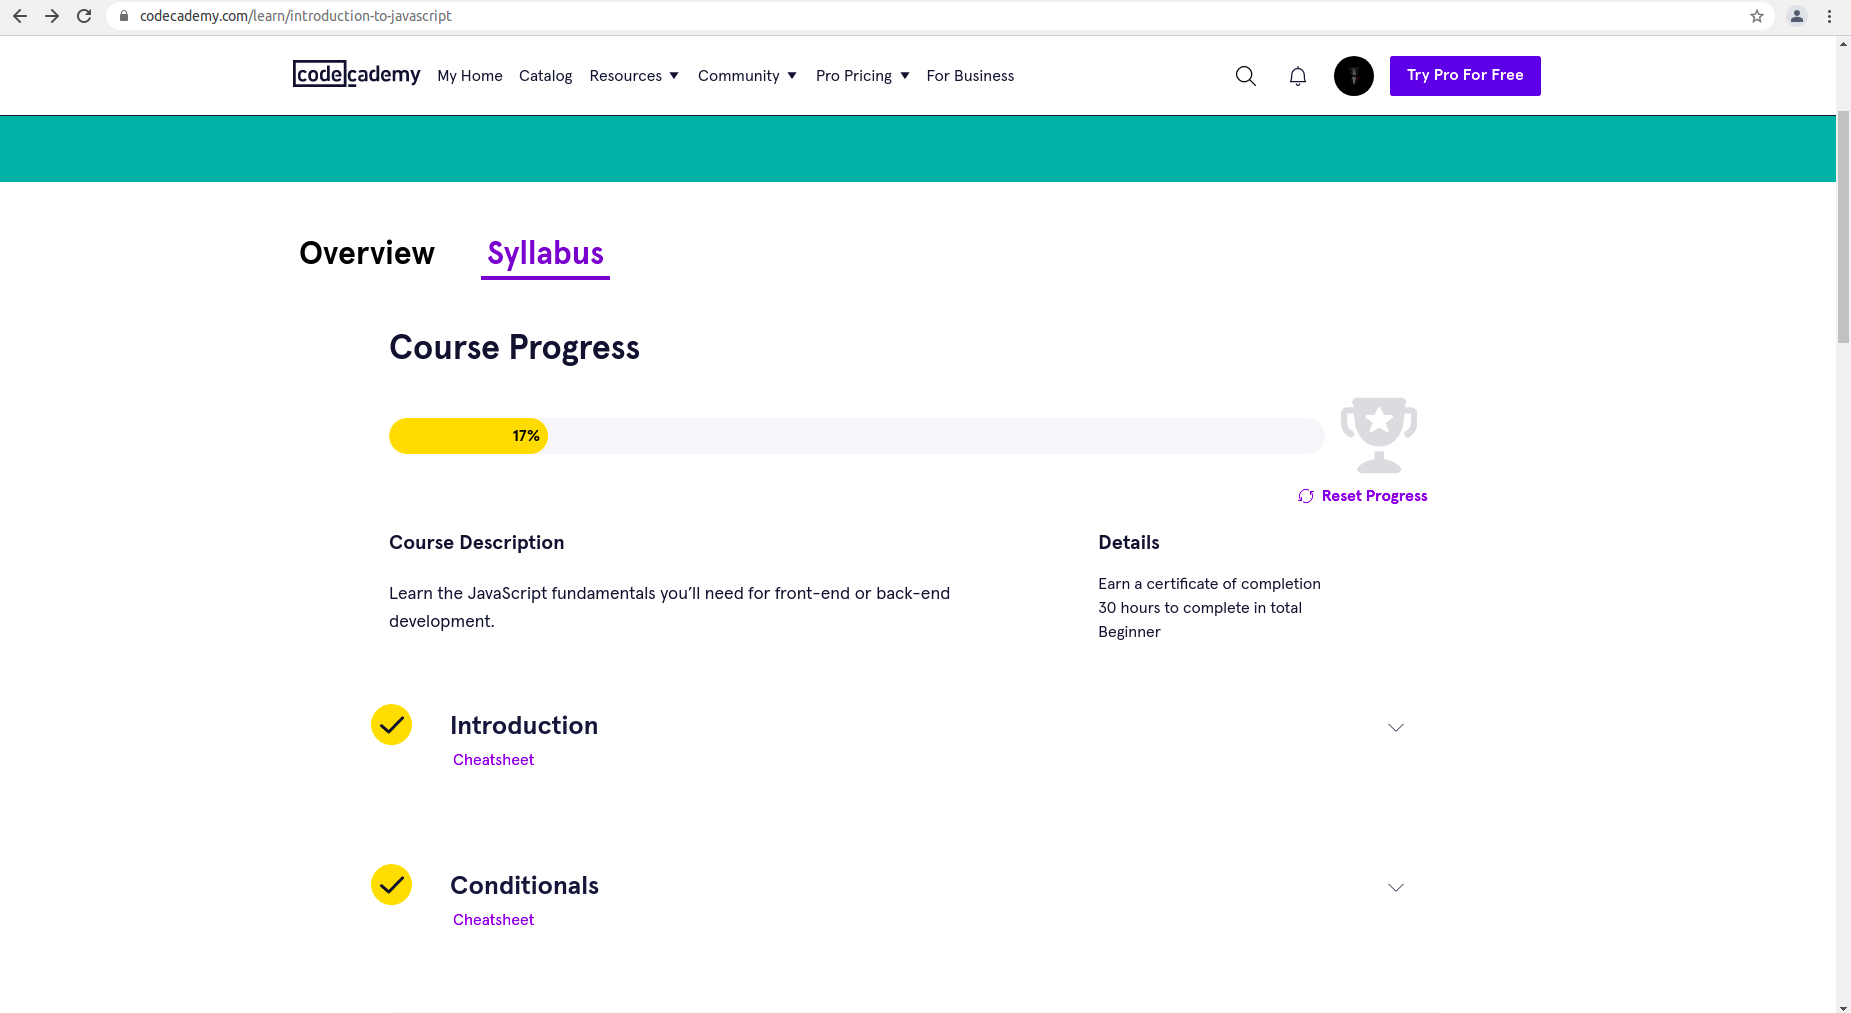 codecademy.com/learn/introduction-to-javascript
codecademy My Home Catalog Resources Community Pro Pricing For Business Try Pro For Free
Overview Syllabus
Course Progress
17%
Reset Progress
Course Description
Learn the JavaScript fundamentals you’ll need for front-end or back-end
development.
Details
Earn a certificate of completion
30 hours to complete in total
Beginner
Introduction
Cheatsheet
Conditionals
Cheatsheet